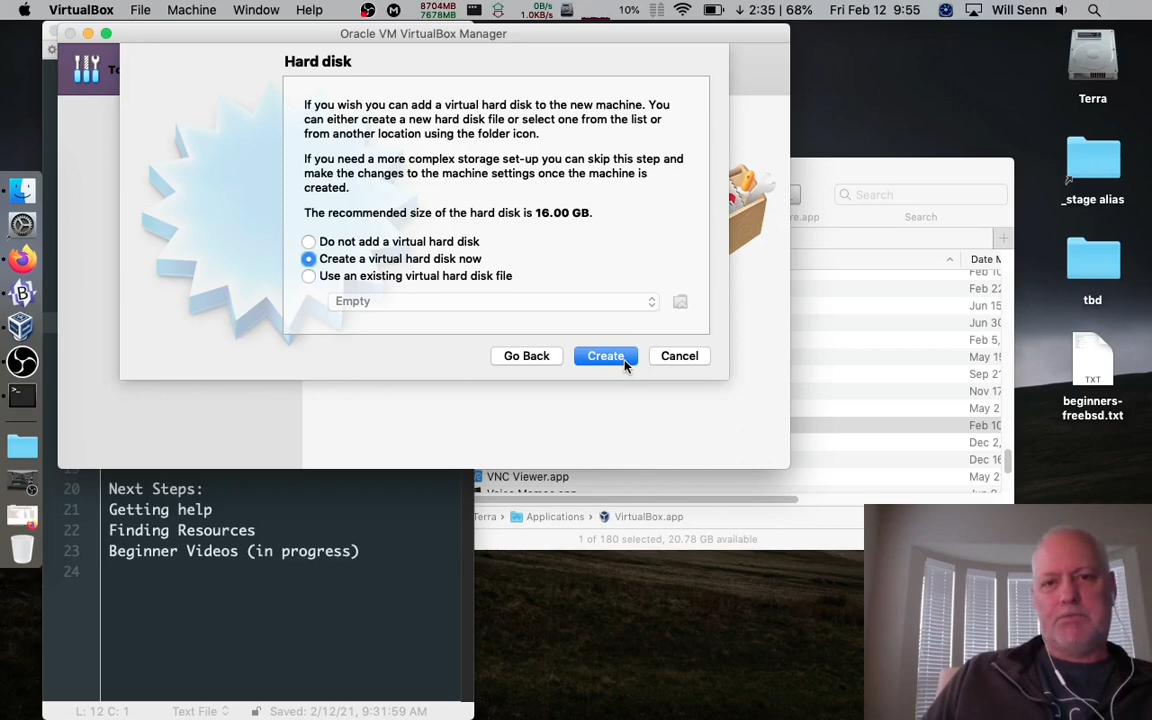 VirtualBox File Machine Window Help 8704MB 7678MB 0B/s 1.0KB/s 10% 2:35 | 68% Fri Feb 12 9:55 Will Senn
Oracle VM VirtualBox Manager
To
Hard disk
If you wish you can add a virtual hard disk to the new machine. You
can either create a new hard disk file or select one from the list or
from another location using the folder icon.
If you need a more complex storage set-up you can skip this step and
make the changes to the machine settings once the machine is
created.
The recommended size of the hard disk is 16.00 GB.
Do not add a virtual hard disk
Create a virtual hard disk now
Use an existing virtual hard disk file
Empty
Go Back Create Cancel
Search
re.app Search
Date M
Feb 10
Feb 22
Jun 15
Jun 30
Feb 5,
May 15
Sep 21
Nov 17
May 2
Feb 10
Dec 2,
Dec 16
VNC Viewer.app May 2
Voice Memos.app
Terra › Applications › VirtualBox.app
1 of 180 selected, 20.78 GB available
20 Next Steps:
21 Getting help
22 Finding Resources
23 Beginner Videos (in progress)
24
L: 12 C: 1 Text File Saved: 2/12/21, 9:31:59 AM
Terra
_stage alias
tbd
TXT
beginners-
freebsd.txt